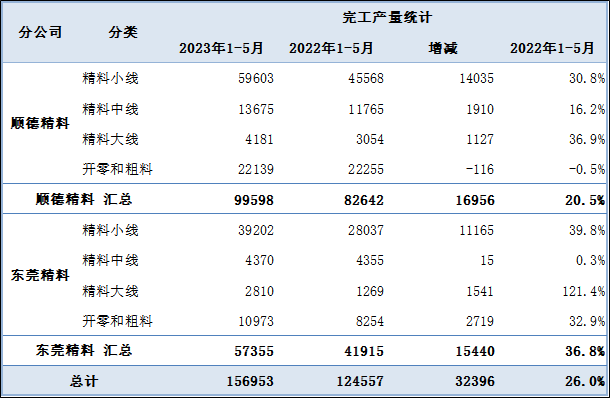 完工产量统计
分公司 分类 2023年1-5月 2022年1-5月 增减 2022年1-5月
顺德精料 精料小线 59603 45568 14035 30.8%
精料中线 13675 11765 1910 16.2%
精料大线 4181 3054 1127 36.9%
开零和粗料 22139 22255 -116 -0.5%
顺德精料 汇总 99598 82642 16956 20.5%
东莞精料 精料小线 39202 28037 11165 39.8%
精料中线 4370 4355 15 0.3%
精料大线 2810 1269 1541 121.4%
开零和粗料 10973 8254 2719 32.9%
东莞精料 汇总 57355 41915 15440 36.8%
总计 156953 124557 32396 26.0%